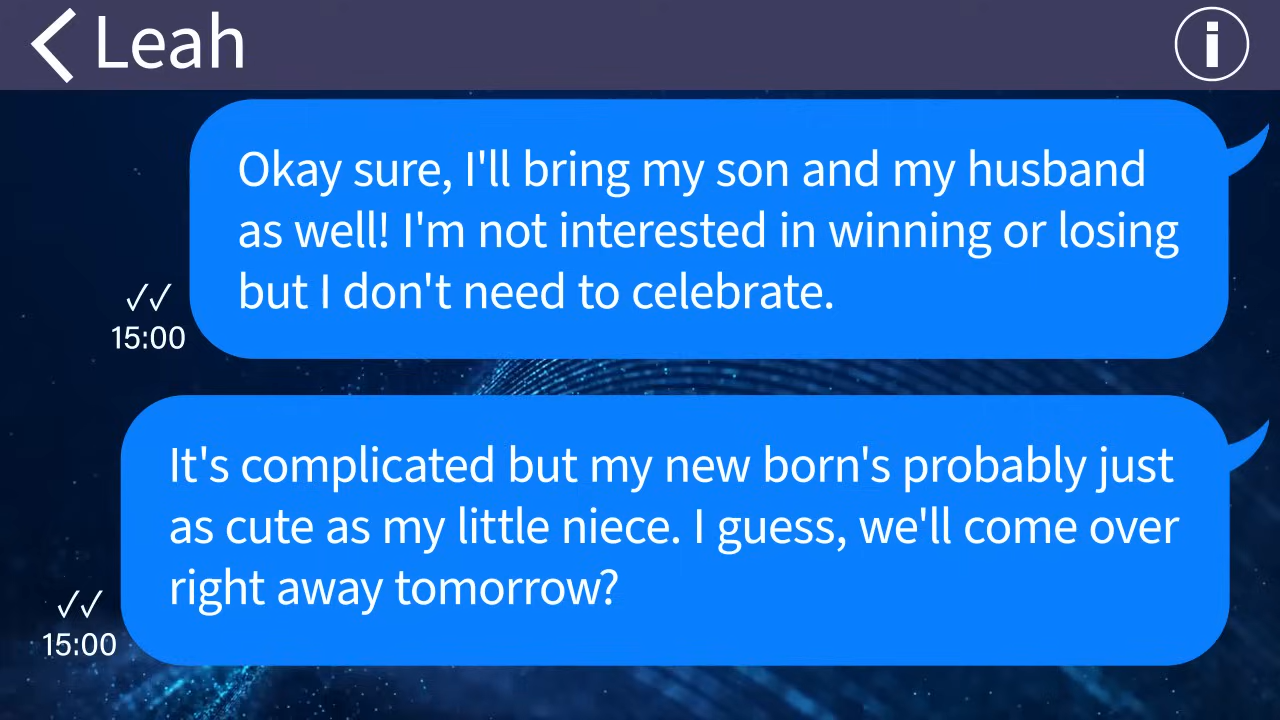 Leah
Okay sure, I'll bring my son and my husband
as well! I'm not interested in winning or losing
but I don't need to celebrate.
15:00
It's complicated but my new born's probably just
as cute as my little niece. I guess, we'll come over
right away tomorrow?
15:00